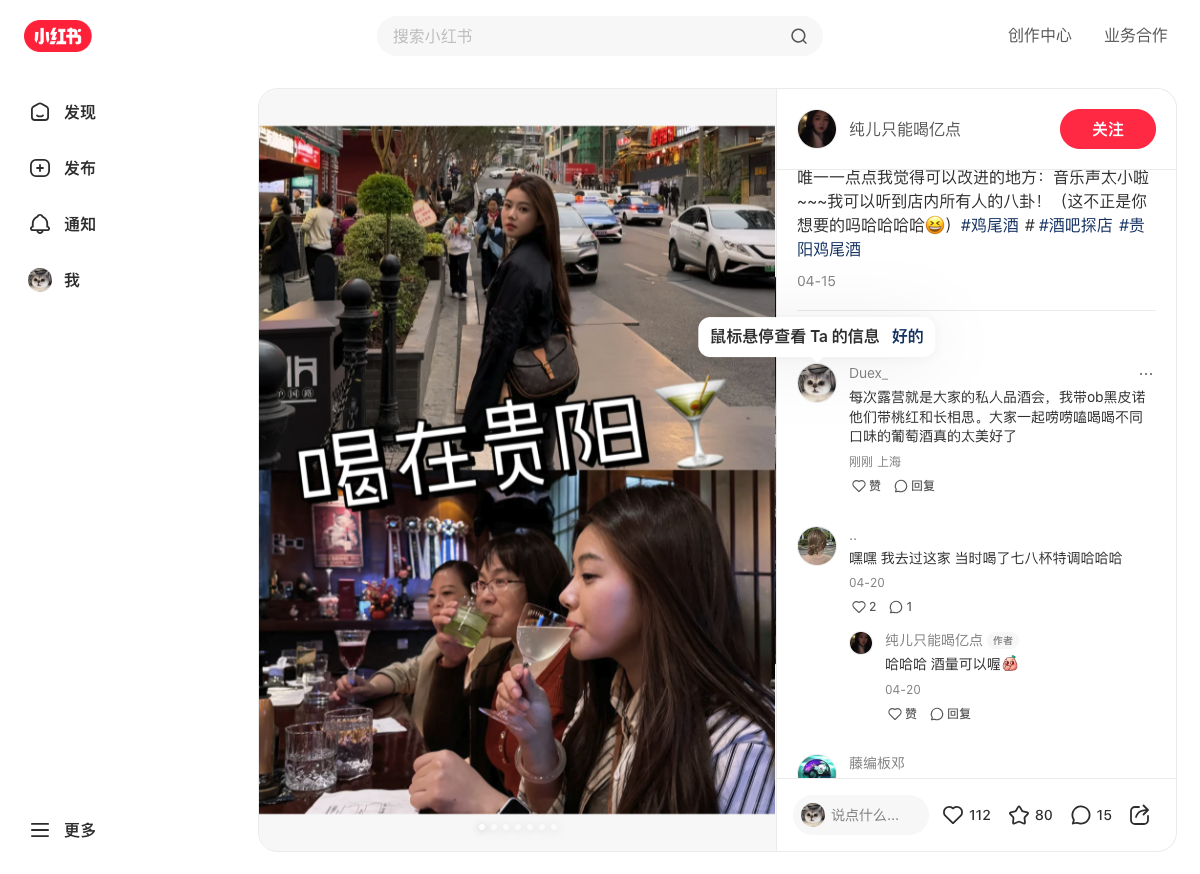 小红书
搜索小红书
创作中心
业务合作
发现
发布
通知
我
更多
喝在贵阳
纯儿只能喝亿点
关注
唯一一点点我觉得可以改进的地方：音乐声太小啦
~~~我可以听到店内所有人的八卦！（这不正是你
想要的吗哈哈哈哈😆）#鸡尾酒 # #酒吧探店 #贵
阳鸡尾酒
04-15
鼠标悬停查看 Ta 的信息 好的
Duex_
每次露营就是大家的私人品酒会，我带ob黑皮诺
他们带桃红和长相思。大家一起唠唠嗑喝喝不同
口味的葡萄酒真的太美好了
刚刚 上海
赞 回复
..
嘿嘿 我去过这家 当时喝了七八杯特调哈哈哈
04-20
2 1
纯儿只能喝亿点 作者
哈哈哈 酒量可以喔
04-20
赞 回复
藤编板邓
说点什么...
112 80 15